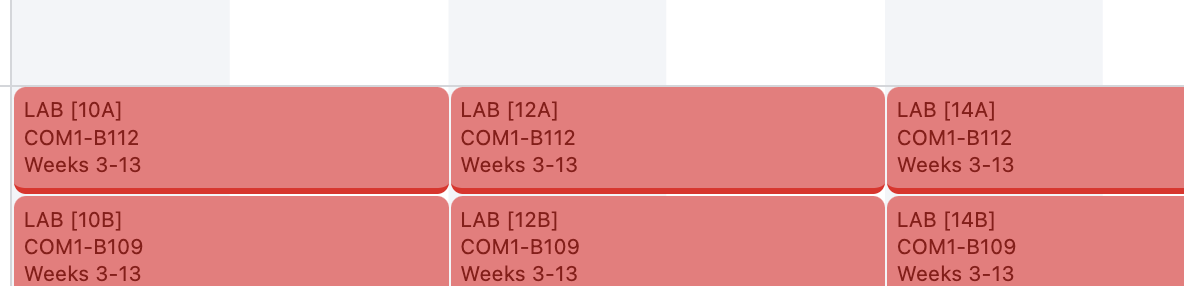 LAB [10A]
COM1-B112
Weeks 3-13
LAB [12A]
COM1-B112
Weeks 3-13
LAB [14A]
COM1-B112
Weeks 3-13
LAB [10B]
COM1-B109
Weeks 3-13
LAB [12B]
COM1-B109
Weeks 3-13
LAB [14B]
COM1-B109
Weeks 3-13